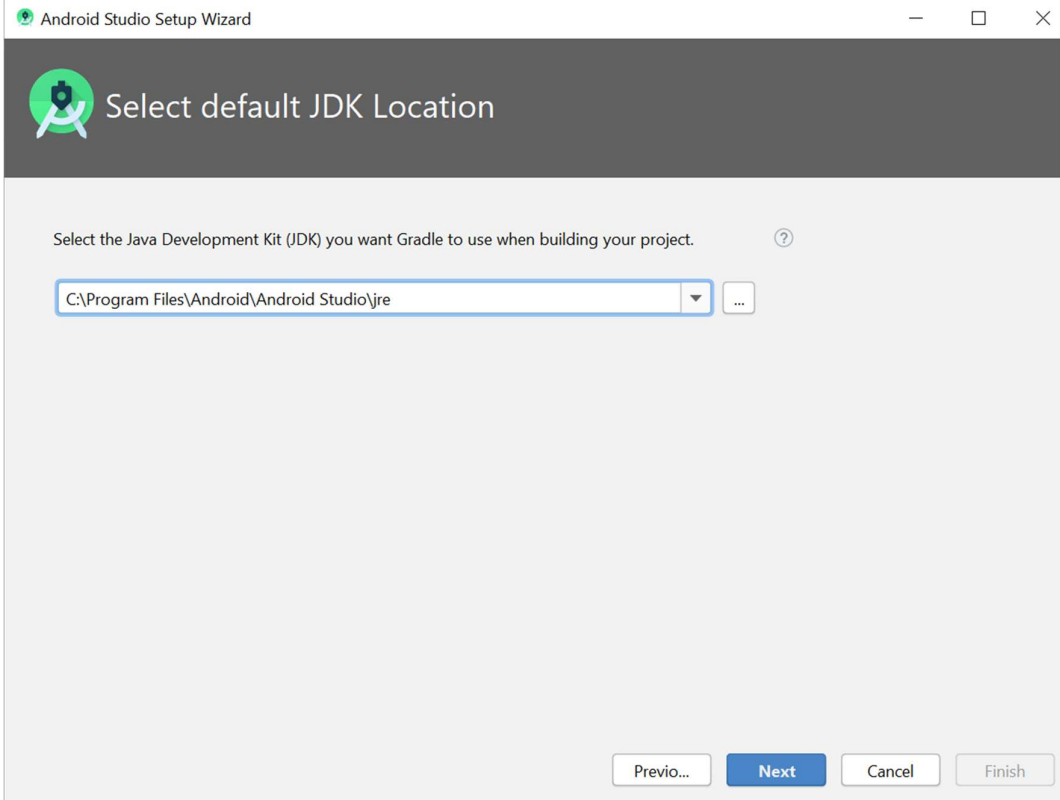 Android Studio Setup Wizard
Select default JDK Location
Select the Java Development Kit (JDK) you want Gradle to use when building your project. ?
C:\Program Files\Android\Android Studio\jre ...
Previo... Next Cancel Finish